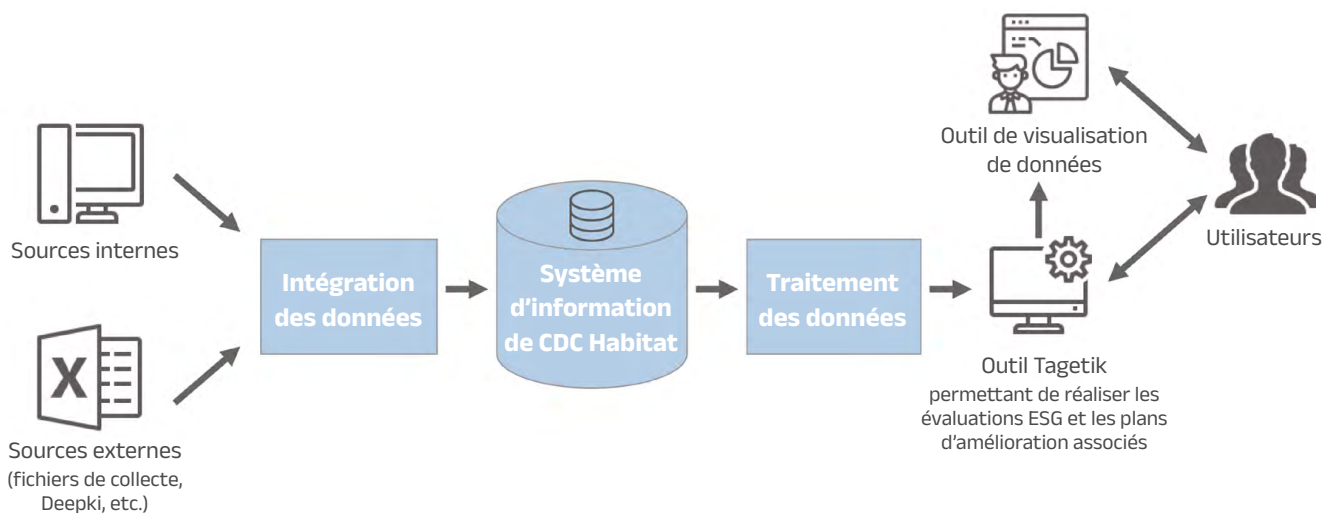 Sources internes
Sources externes
(fichiers de collecte,
Deepki, etc.)
Intégration
des données
Système
d'information
de CDC Habitat
Traitement
des données
Outil de visualisation
de données
Outil Tagetik
permettant de réaliser les
évaluations ESG et les plans
d'amélioration associés
Utilisateurs
X